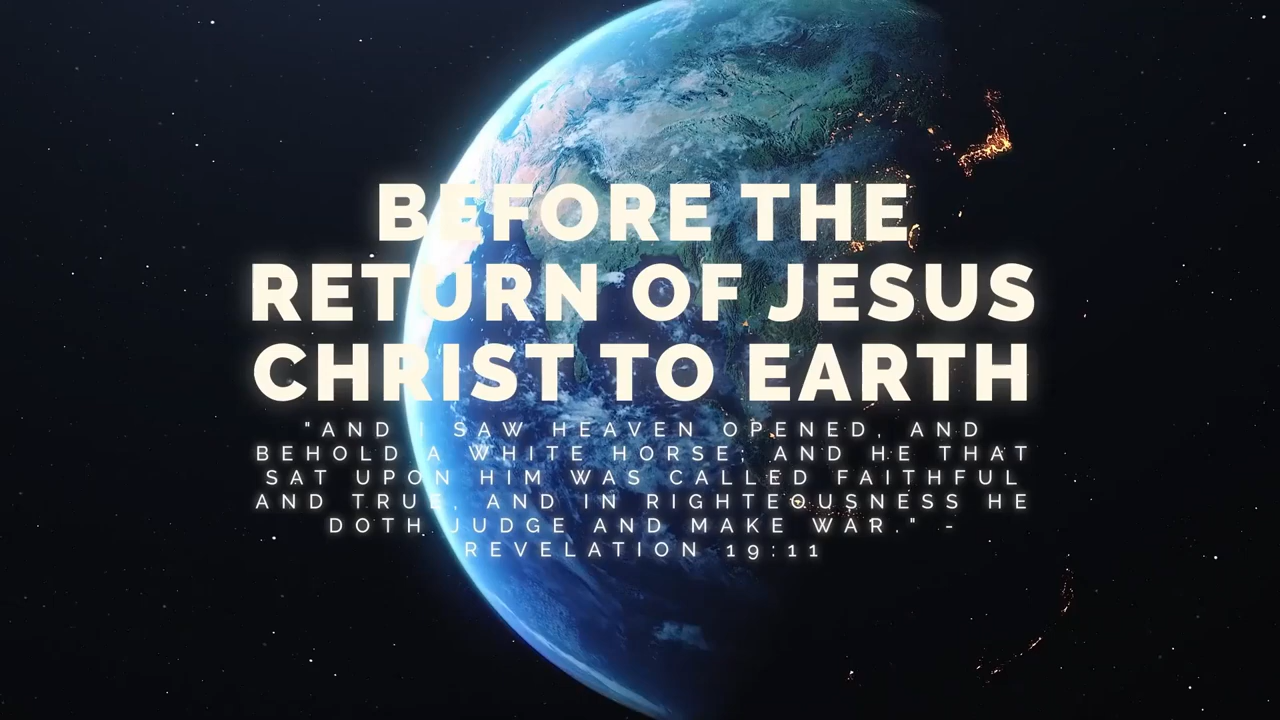 BEFORE THE
RETURN OF JESUS
CHRIST TO EARTH
"AND I SAW HEAVEN OPENED, AND
BEHOLD A WHITE HORSE; AND HE THAT
SAT UPON HIM WAS CALLED FAITHFUL
AND TRUE, AND IN RIGHTEOUSNESS HE
DOTH JUDGE AND MAKE WAR." -
REVELATION 19:11